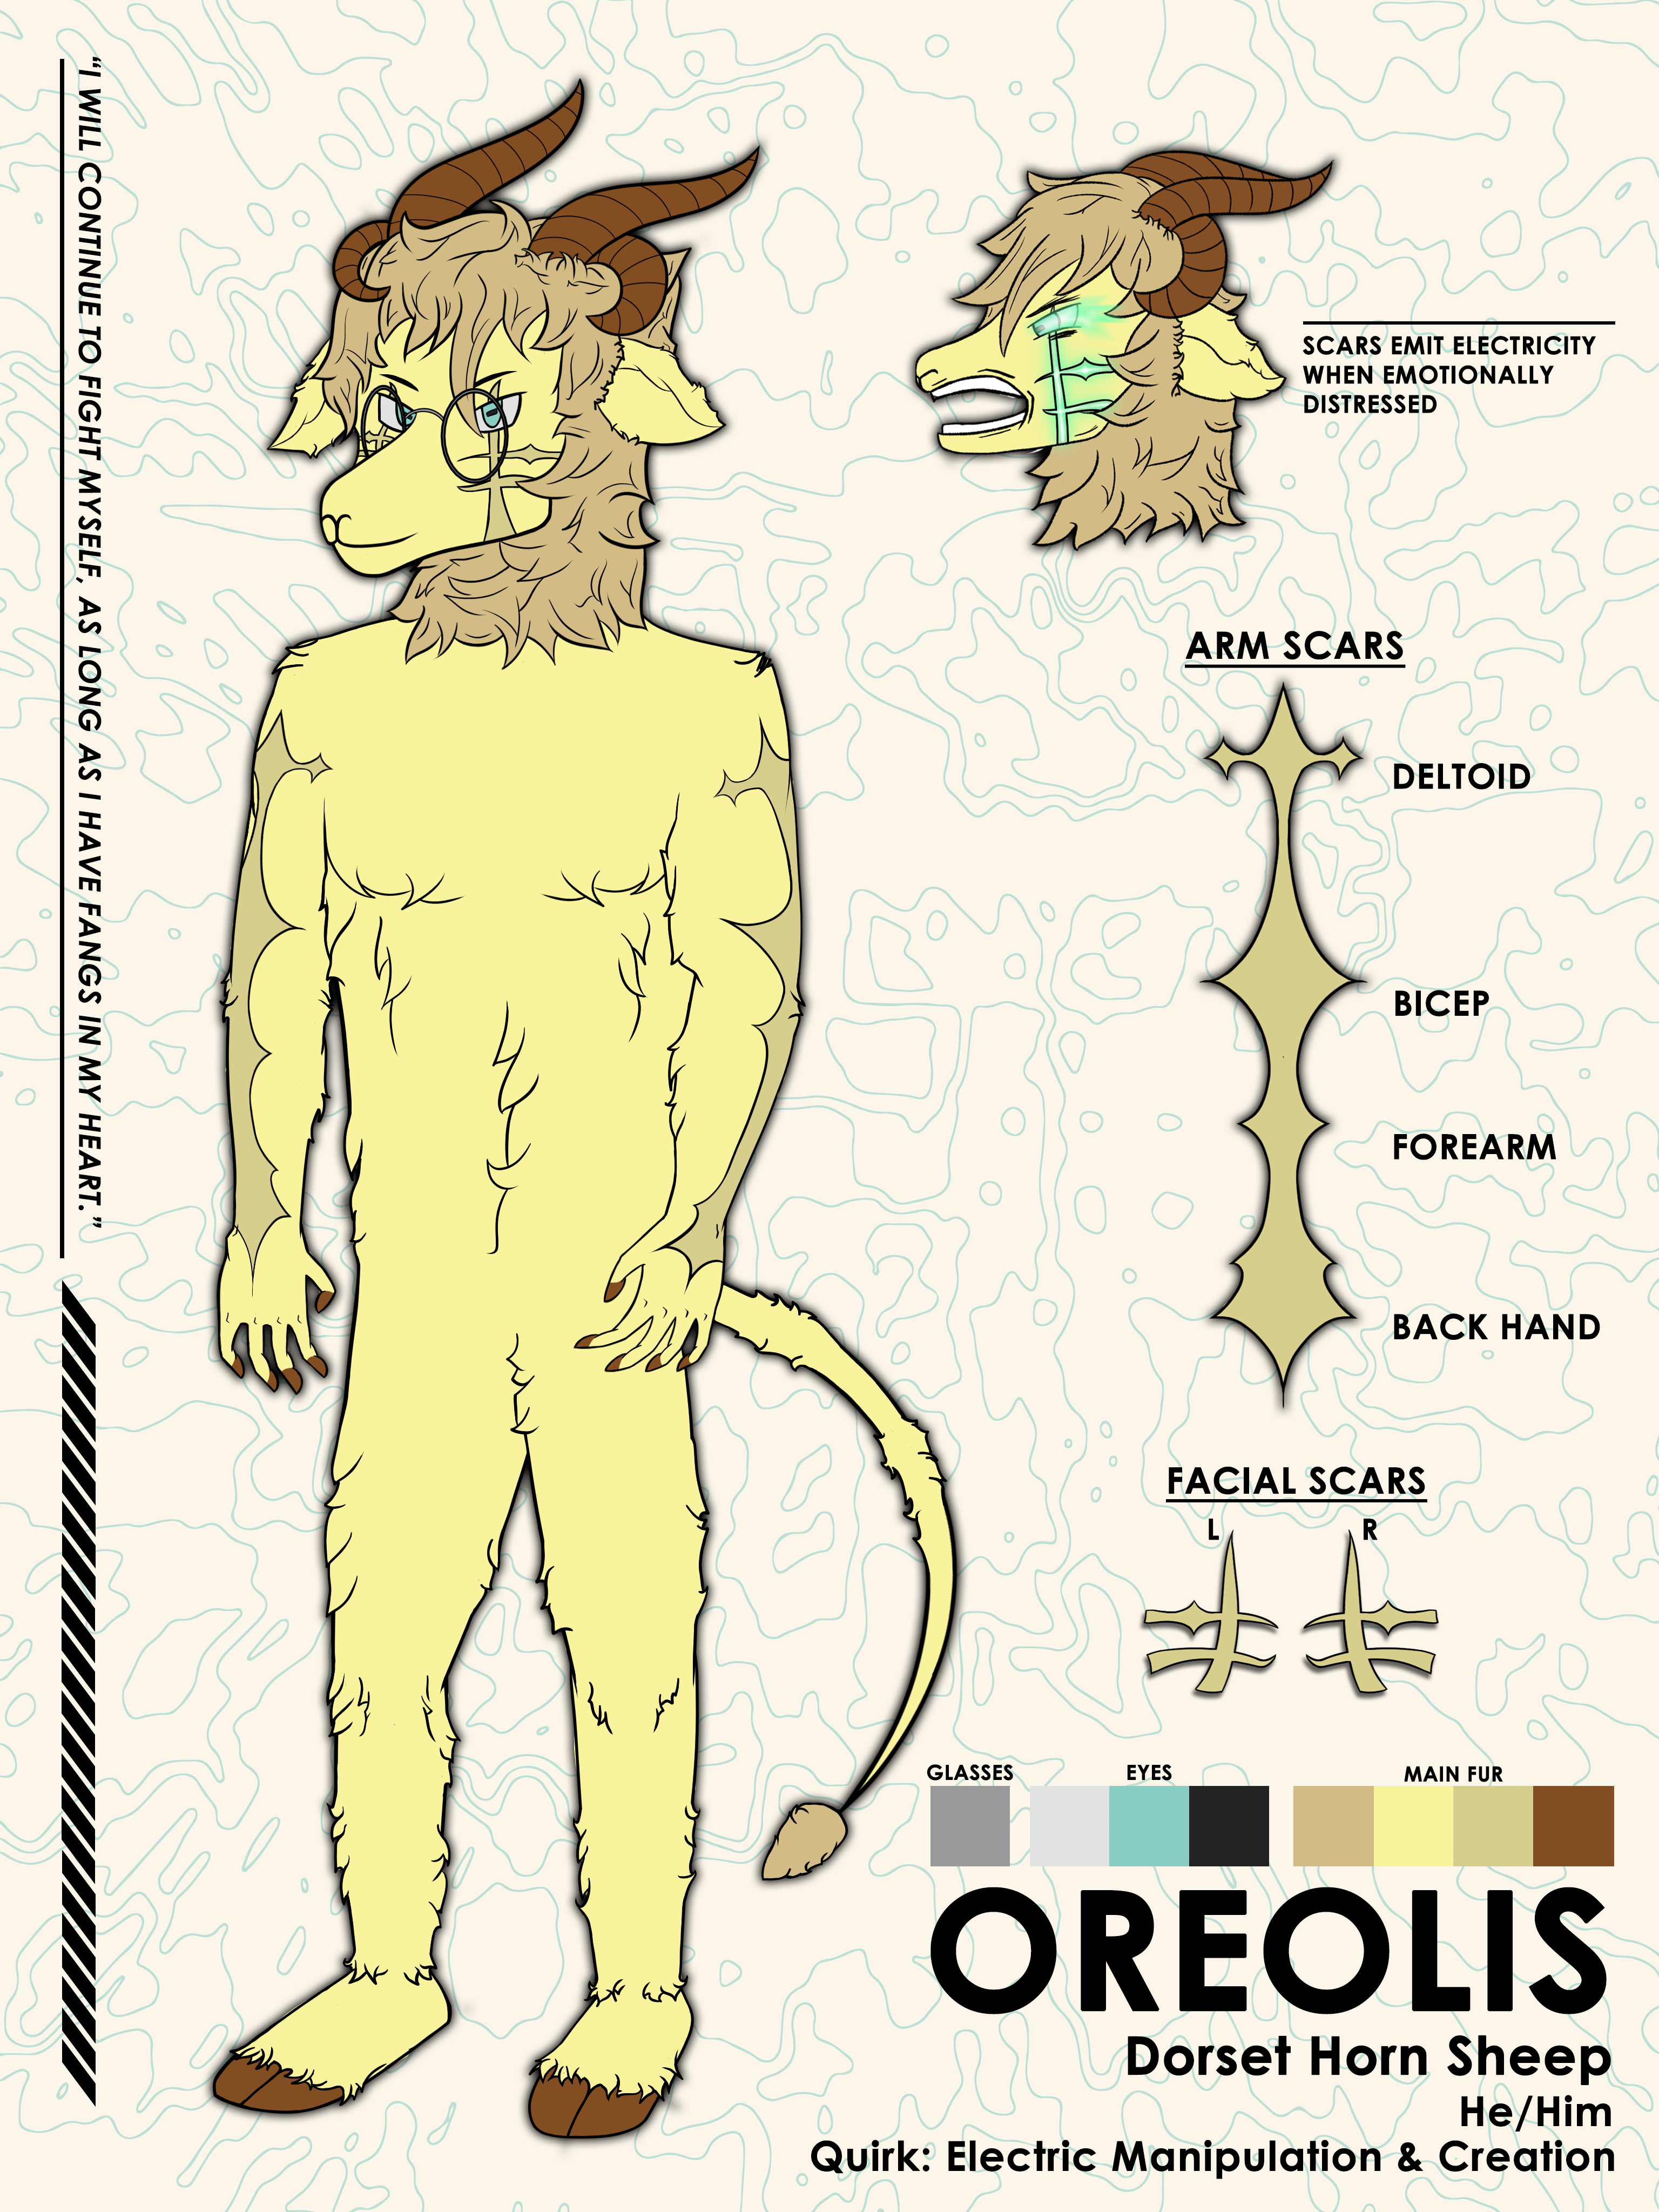 “I WILL CONTINUE TO FIGHT MYSELF, AS LONG AS I HAVE FANGS IN MY HEART.”
SCARS EMIT ELECTRICITY
WHEN EMOTIONALLY
DISTRESSED
ARM SCARS
DELTOID
BICEP
FOREARM
BACK HAND
FACIAL SCARS
L R
GLASSES EYES MAIN FUR
OREOLIS
Dorset Horn Sheep
He/Him
Quirk: Electric Manipulation & Creation